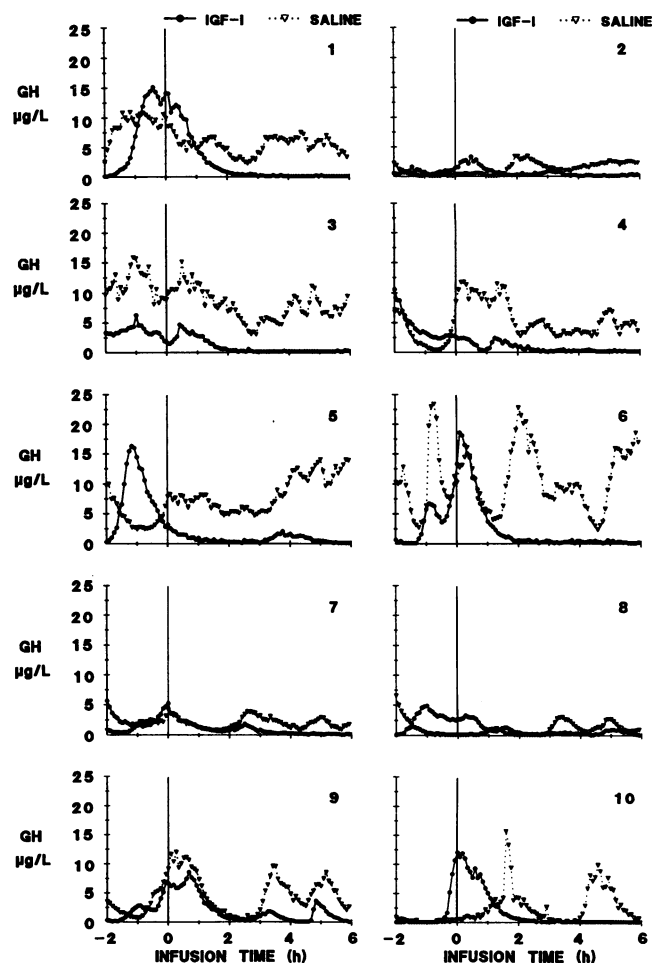 IGF-I SALINE IGF-I SALINE
25 1 25 2
20 20
GH 15 15
µg/L 10 10
5 5
0 0
25 3 25 4
20 20
GH 15 15
µg/L 10 10
5 5
0 0
25 5 25 6
20 20
GH 15 15
µg/L 10 10
5 5
0 0
25 7 25 8
20 20
GH 15 15
µg/L 10 10
5 5
0 0
25 9 25 10
20 20
GH 15 15
µg/L 10 10
5 5
0 0
-2 0 2 4 6 -2 0 2 4 6
INFUSION TIME (h) INFUSION TIME (h)